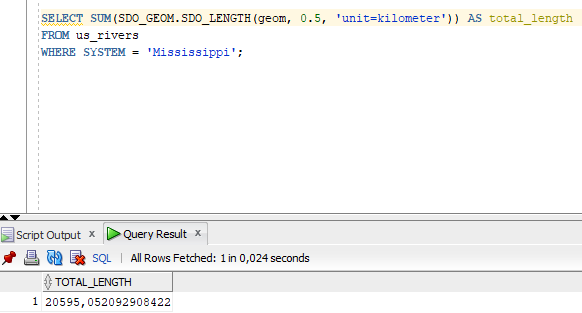 SELECT SUM(SDO_GEOM.SDO_LENGTH(geom, 0.5, 'unit=kilometer')) AS total_length
FROM us_rivers
WHERE SYSTEM = 'Mississippi';
Script Output x Query Result x
SQL | All Rows Fetched: 1 in 0,024 seconds
TOTAL_LENGTH
1 20595,052092908422